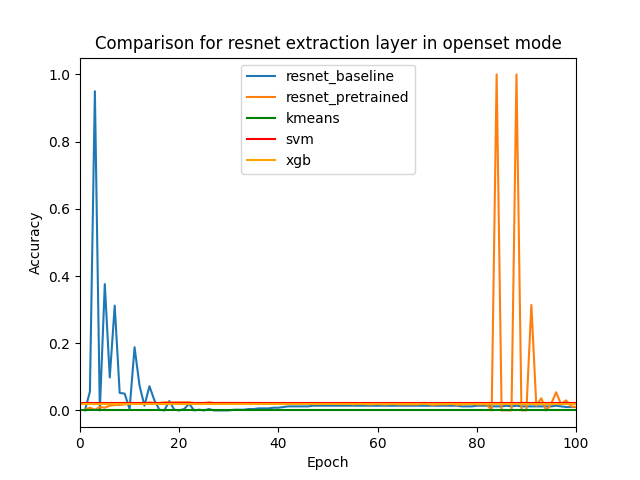 Comparison for resnet extraction layer in openset mode
1.0
0.8
0.6
0.4
0.2
0.0
Accuracy
resnet_baseline
resnet_pretrained
kmeans
svm
xgb
0 20 40 60 80 100
Epoch